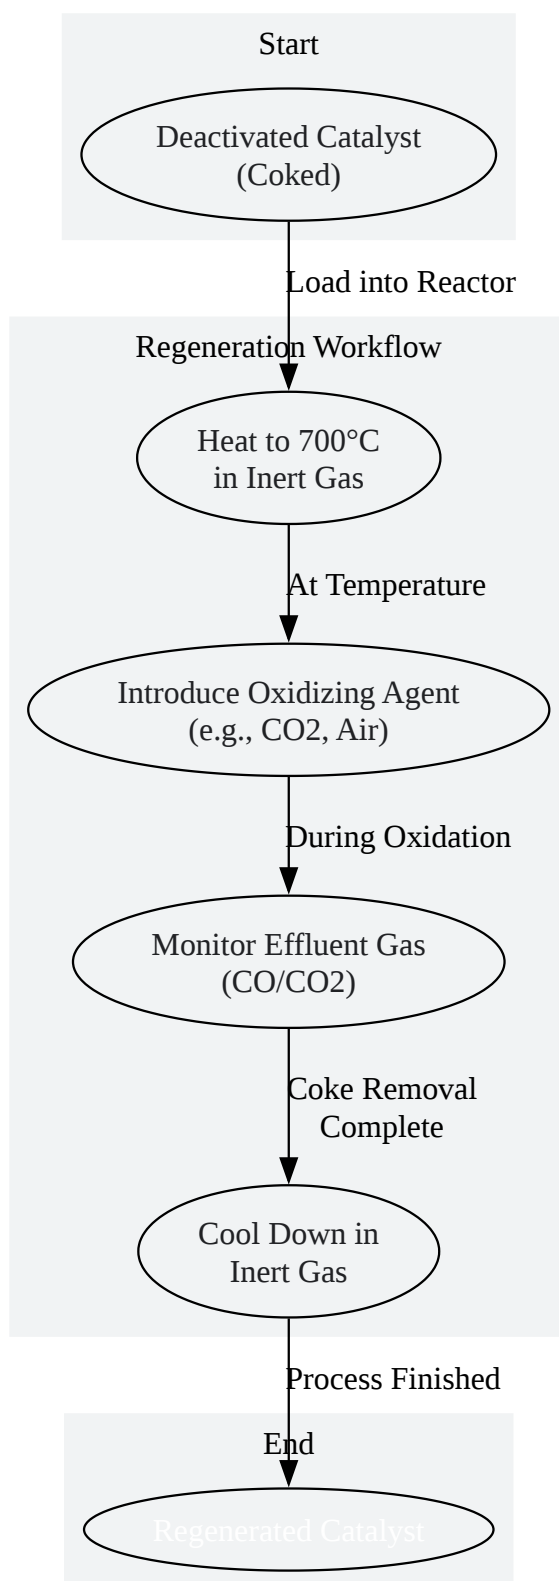 Start
Deactivated Catalyst
(Coked)
Load into Reactor
Regeneration Workflow
Heat to 700°C
in Inert Gas
At Temperature
Introduce Oxidizing Agent
(e.g., CO2, Air)
During Oxidation
Monitor Effluent Gas
(CO/CO2)
Coke Removal
Complete
Cool Down in
Inert Gas
Process Finished
End
Regenerated Catalyst